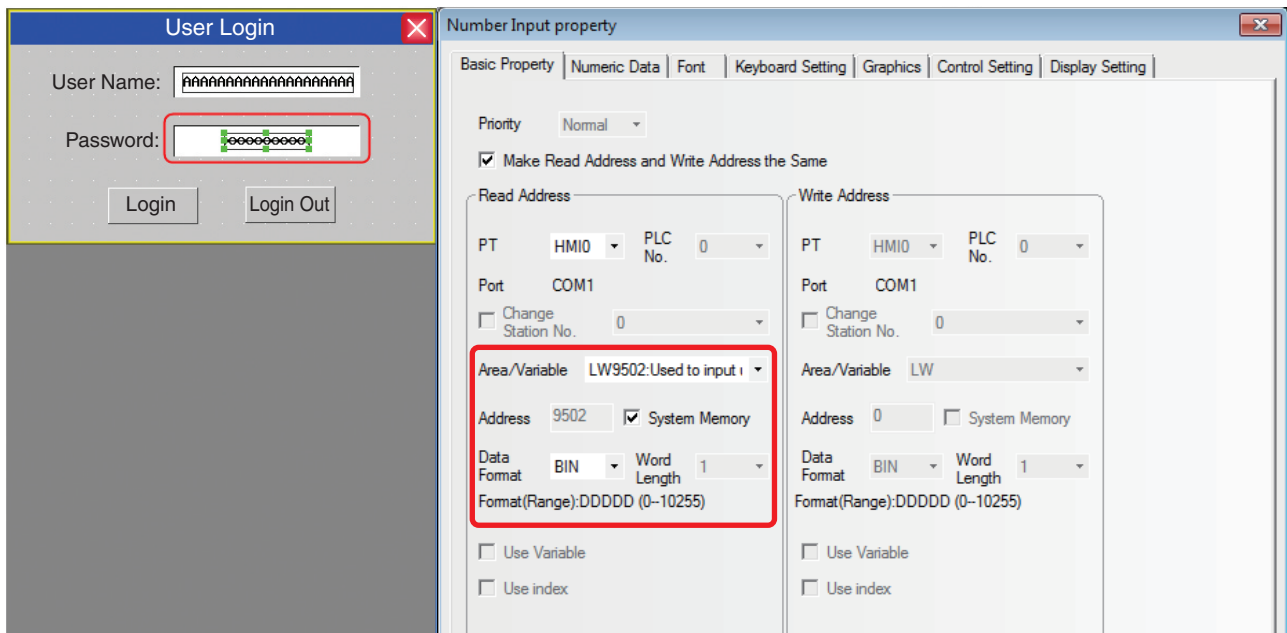 User Login
User Name: AAAAAAAAAAAAAAAAAAAA
Password:
Login Login Out
Number Input property
Basic Property Numeric Data Font Keyboard Setting Graphics Control Setting Display Setting
Priority Normal
Make Read Address and Write Address the Same
Read Address Write Address
PT HMI0 PLC No. 0 PT HMI0 PLC No. 0
Port COM1 Port COM1
Change Station No. 0 Change Station No. 0
Area/Variable LW9502:Used to input Area/Variable LW
Address 9502 System Memory Address 0 System Memory
Data Format BIN Word Length 1 Data Format BIN Word Length 1
Format(Range):DDDDD (0--10255) Format(Range):DDDDD (0--10255)
Use Variable Use Variable
Use index Use index